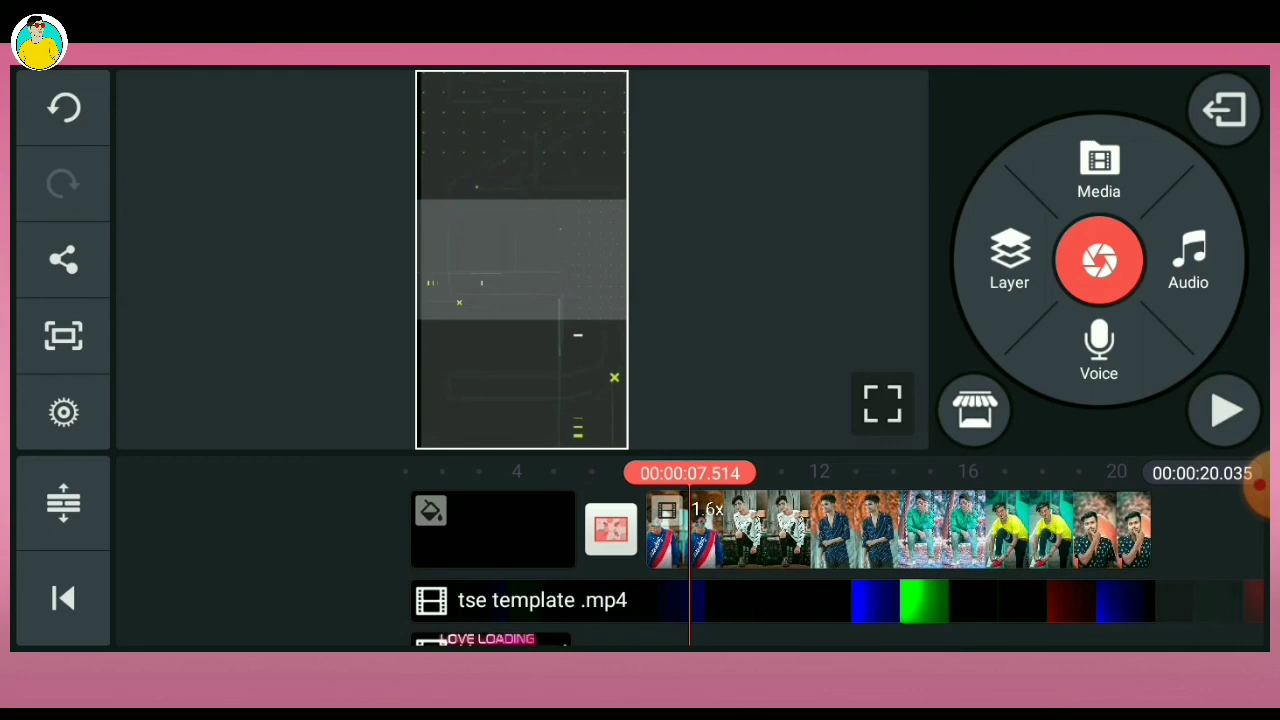 Media
Layer
Audio
Voice
4
00:00:07.514
12
16
20
00:00:20.035
1.6x
tse template .mp4
LOVE LOADING